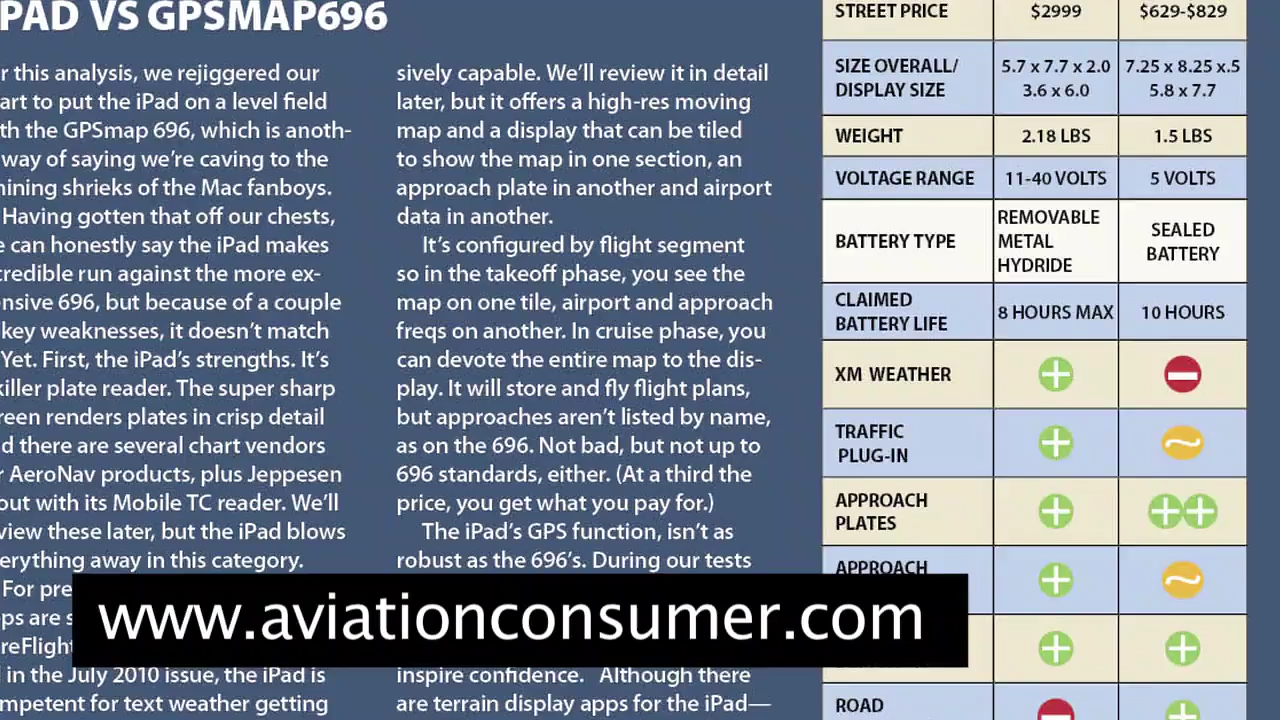 PAD VS GPSMAP696
r this analysis, we rejiggered our
art to put the iPad on a level field
th the GPSmap 696, which is anoth-
way of saying we're caving to the
ining shrieks of the Mac fanboys.
Having gotten that off our chests,
e can honestly say the iPad makes
credible run against the more ex-
ensive 696, but because of a couple
key weaknesses, it doesn't match
Yet. First, the iPad's strengths. It's
killer plate reader. The super sharp
reen renders plates in crisp detail
d there are several chart vendors
r AeroNav products, plus Jeppesen
out with its Mobile TC reader. We'll
view these later, but the iPad blows
erything away in this category.
For pre
ps are s
reFlight
l in the July 2010 issue, the iPad is
mpetent for text weather getting
sively capable. We'll review it in detail
later, but it offers a high-res moving
map and a display that can be tiled
to show the map in one section, an
approach plate in another and airport
data in another.
It's configured by flight segment
so in the takeoff phase, you see the
map on one tile, airport and approach
freqs on another. In cruise phase, you
can devote the entire map to the dis-
play. It will store and fly flight plans,
but approaches aren't listed by name,
as on the 696. Not bad, but not up to
696 standards, either. (At a third the
price, you get what you pay for.)
The iPad's GPS function, isn't as
robust as the 696's. During our tests
inspire confidence. Although there
are terrain display apps for the iPad—
STREET PRICE $2999 $629-$829
SIZE OVERALL/ 5.7 x 7.7 x 2.0 7.25 x 8.25 x.5
DISPLAY SIZE 3.6 x 6.0 5.8 x 7.7
WEIGHT 2.18 LBS 1.5 LBS
VOLTAGE RANGE 11-40 VOLTS 5 VOLTS
BATTERY TYPE REMOVABLE METAL HYDRIDE SEALED BATTERY
CLAIMED
BATTERY LIFE 8 HOURS MAX 10 HOURS
XM WEATHER
TRAFFIC
PLUG-IN
APPROACH
PLATES
APPROACH
ROAD
www.aviationconsumer.com